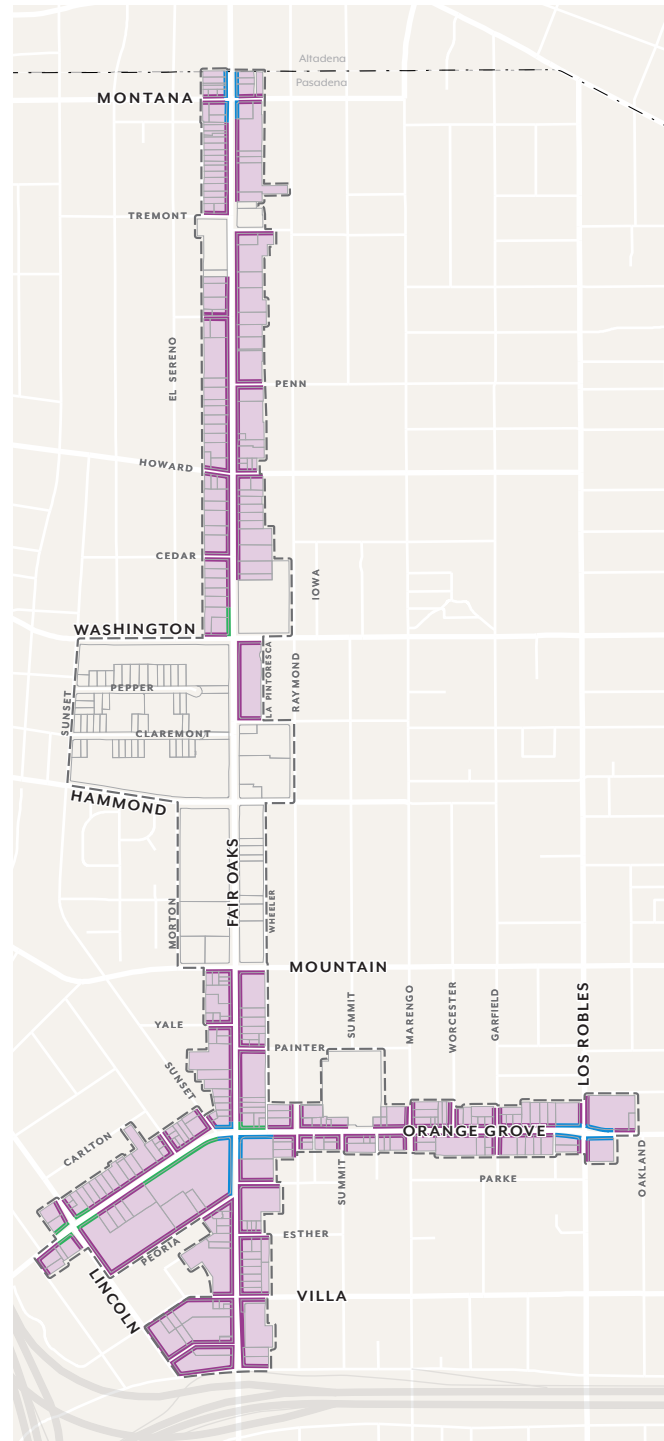 Altadena
Pasadena
MONTANA
TREMONT
EL SERENO
PENN
HOWARD
CEDAR
IOWA
WASHINGTON
LA PINTORESCA
RAYMOND
SUNSET
PEPPER
CLAREMONT
HAMMOND
FAIR OAKS
MORTON
WHEELER
MOUNTAIN
YALE
PAINTER
SUMMIT
MARENGO
WORCESTER
GARFIELD
LOS ROBLES
SUNSET
CARLTON
ORANGE GROVE
OAKLAND
SUMMIT
PARKE
PEORIA
ESTHER
LINCOLN
VILLA